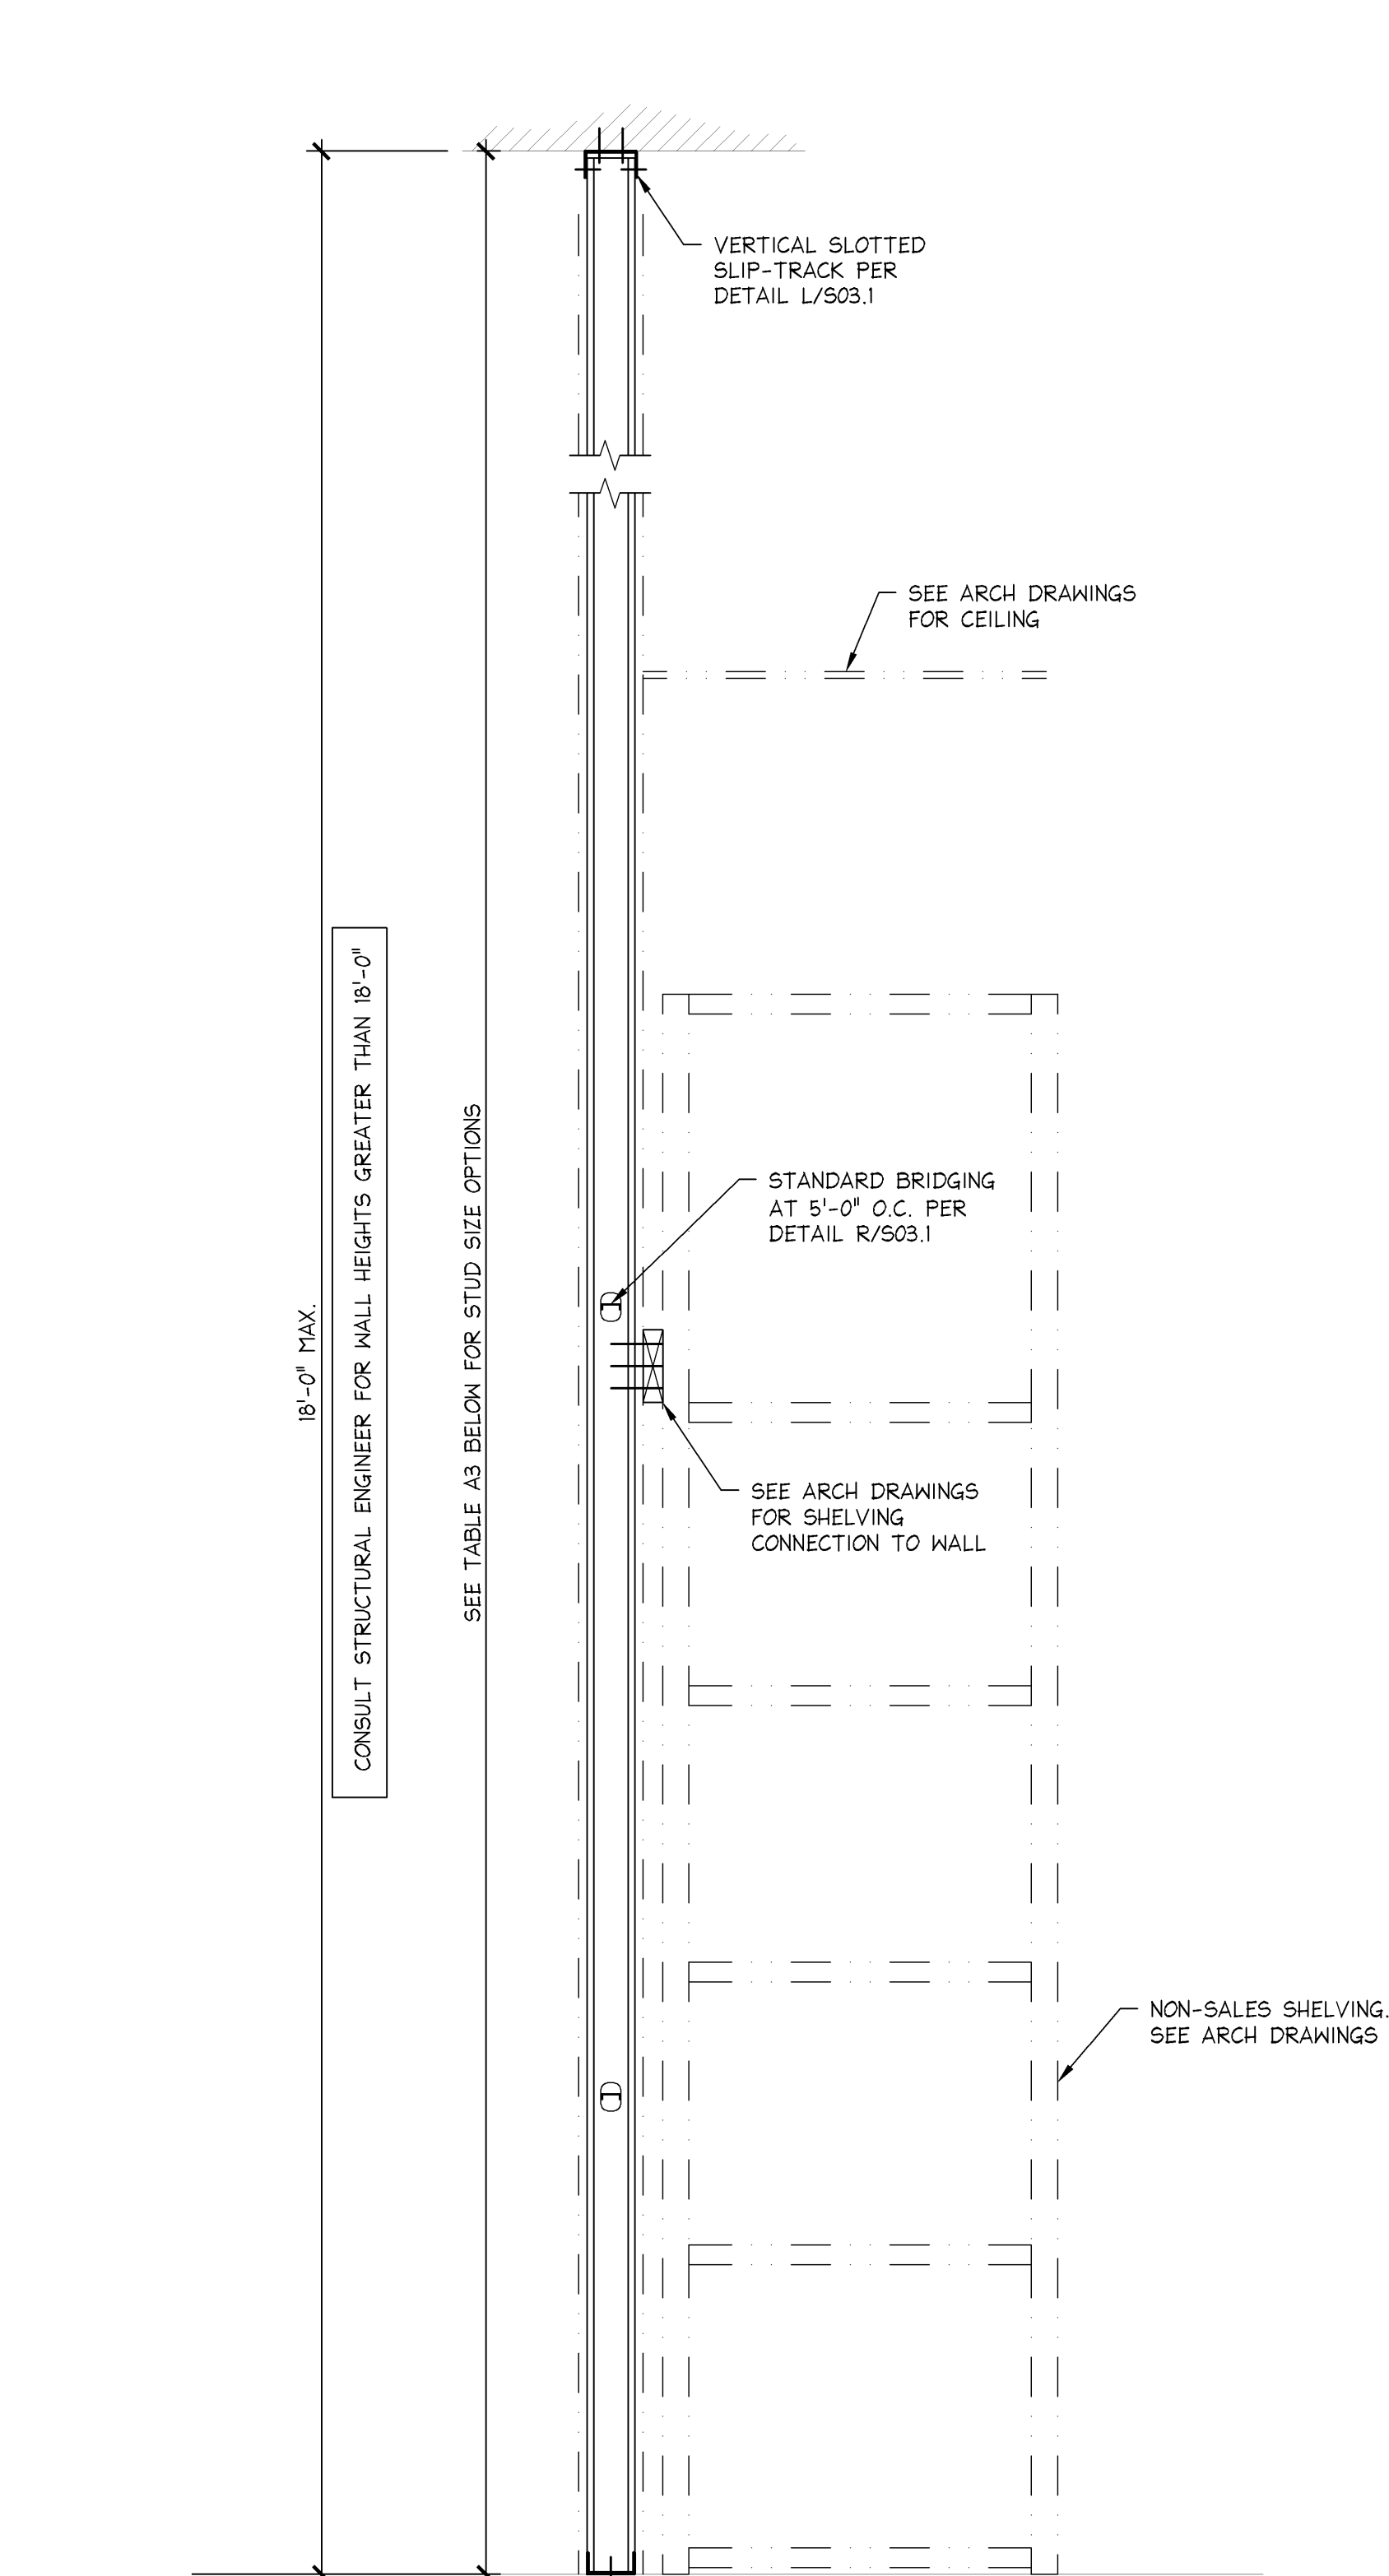 VERTICAL SLOTTED
SLIP-TRACK PER
DETAIL L/S03.1
SEE ARCH DRAWINGS
FOR CEILING
CONSULT STRUCTURAL ENGINEER FOR WALL HEIGHTS GREATER THAN 18'-0"
18'-0" MAX.
SEE TABLE A3 BELOW FOR STUD SIZE OPTIONS
STANDARD BRIDGING
AT 5'-0" O.C. PER
DETAIL R/S03.1
SEE ARCH DRAWINGS
FOR SHELVING
CONNECTION TO WALL
NON-SALES SHELVING.
SEE ARCH DRAWINGS